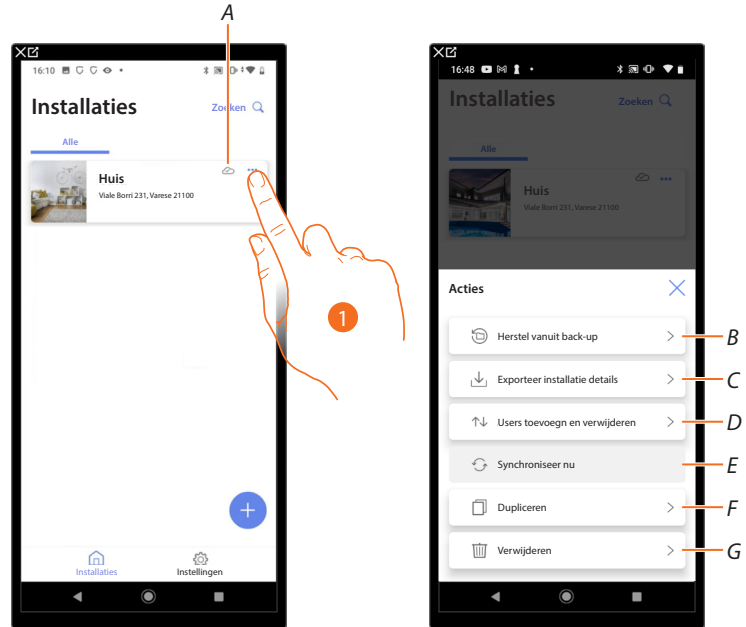 A
16:10
Installaties
Zoeken
Alle
Huis
Viale Borri 231, Varese 21100
1
Installaties
Instellingen
16:48
Installaties
Zoeken
Alle
Huis
Viale Borri 231, Varese 21100
Acties
Herstel vanuit back-up
B
Exporteer installatie details
C
Users toevoegn en verwijderen
D
Synchroniseer nu
E
Dupliceren
F
Verwijderen
G